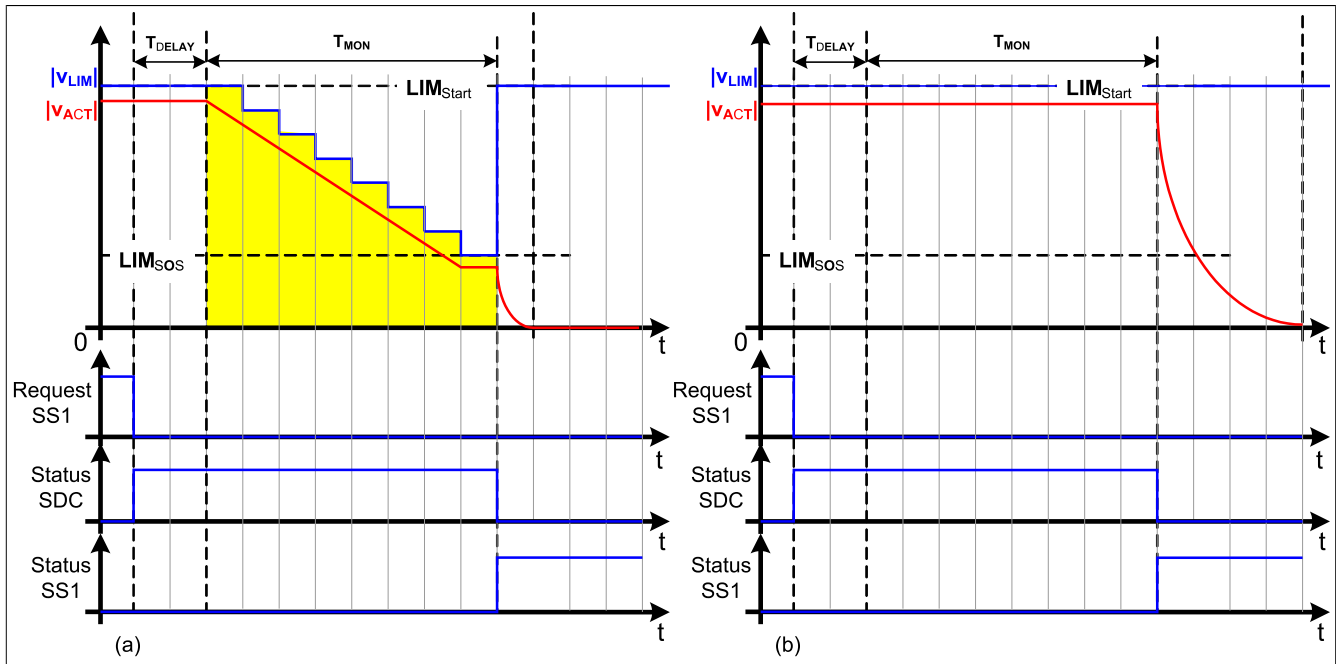 TDELAY
TMON
|vLIM|
LIMStart
|vACT|
LIMSOS
0
t
Request
SS1
t
Status
SDC
t
Status
SS1
t
(a)
TDELAY
TMON
|vLIM|
LIMStart
|vACT|
LIMSOS
0
t
Request
SS1
t
Status
SDC
t
Status
SS1
t
(b)